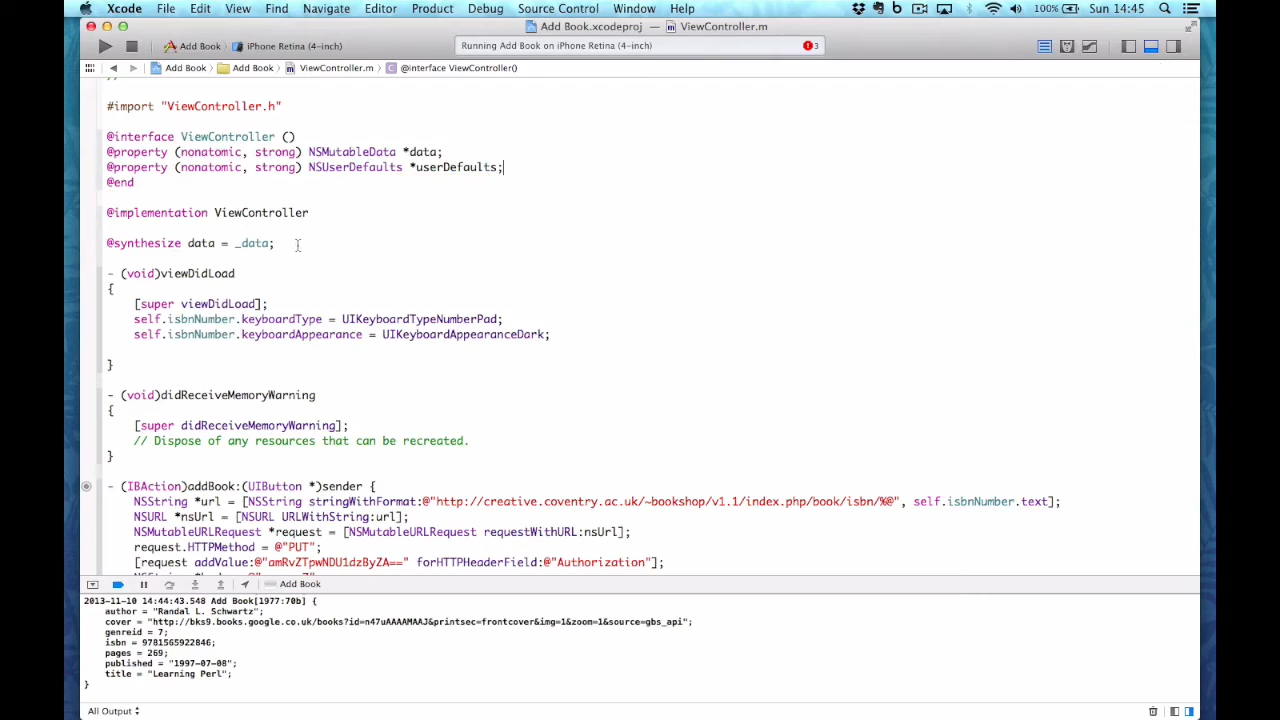 Xcode File Edit View Find Navigate Editor Product Debug Source Control Window Help 100% Sun 14:45
Add Book.xcodeproj — ViewController.m
Add Book iPhone Retina (4-inch) Running Add Book on iPhone Retina (4-inch) 3
Add Book Add Book ViewController.m @interface ViewController()
//
#import "ViewController.h"
@interface ViewController ()
@property (nonatomic, strong) NSMutableData *data;
@property (nonatomic, strong) NSUserDefaults *userDefaults;
@end
@implementation ViewController
@synthesize data = _data;
- (void)viewDidLoad
{
[super viewDidLoad];
self.isbnNumber.keyboardType = UIKeyboardTypeNumberPad;
self.isbnNumber.keyboardAppearance = UIKeyboardAppearanceDark;
}
- (void)didReceiveMemoryWarning
{
[super didReceiveMemoryWarning];
// Dispose of any resources that can be recreated.
}
- (IBAction)addBook:(UIButton *)sender {
NSString *url = [NSString stringWithFormat:@"http://creative.coventry.ac.uk/~bookshop/v1.1/index.php/book/isbn/%@", self.isbnNumber.text];
NSURL *nsUrl = [NSURL URLWithString:url];
NSMutableURLRequest *request = [NSMutableURLRequest requestWithURL:nsUrl];
request.HTTPMethod = @"PUT";
[request addValue:@"amRvZTpwNDU1dzByZA==" forHTTPHeaderField:@"Authorization"];
Add Book
2013-11-10 14:44:43.548 Add Book[1977:70b] {
author = "Randal L. Schwartz";
cover = "http://bks9.books.google.co.uk/books?id=n47uAAAAMAAJ&printsec=frontcover&img=1&zoom=1&source=gbs_api";
genreid = 7;
isbn = 9781565922846;
pages = 269;
published = "1997-07-08";
title = "Learning Perl";
}
All Output